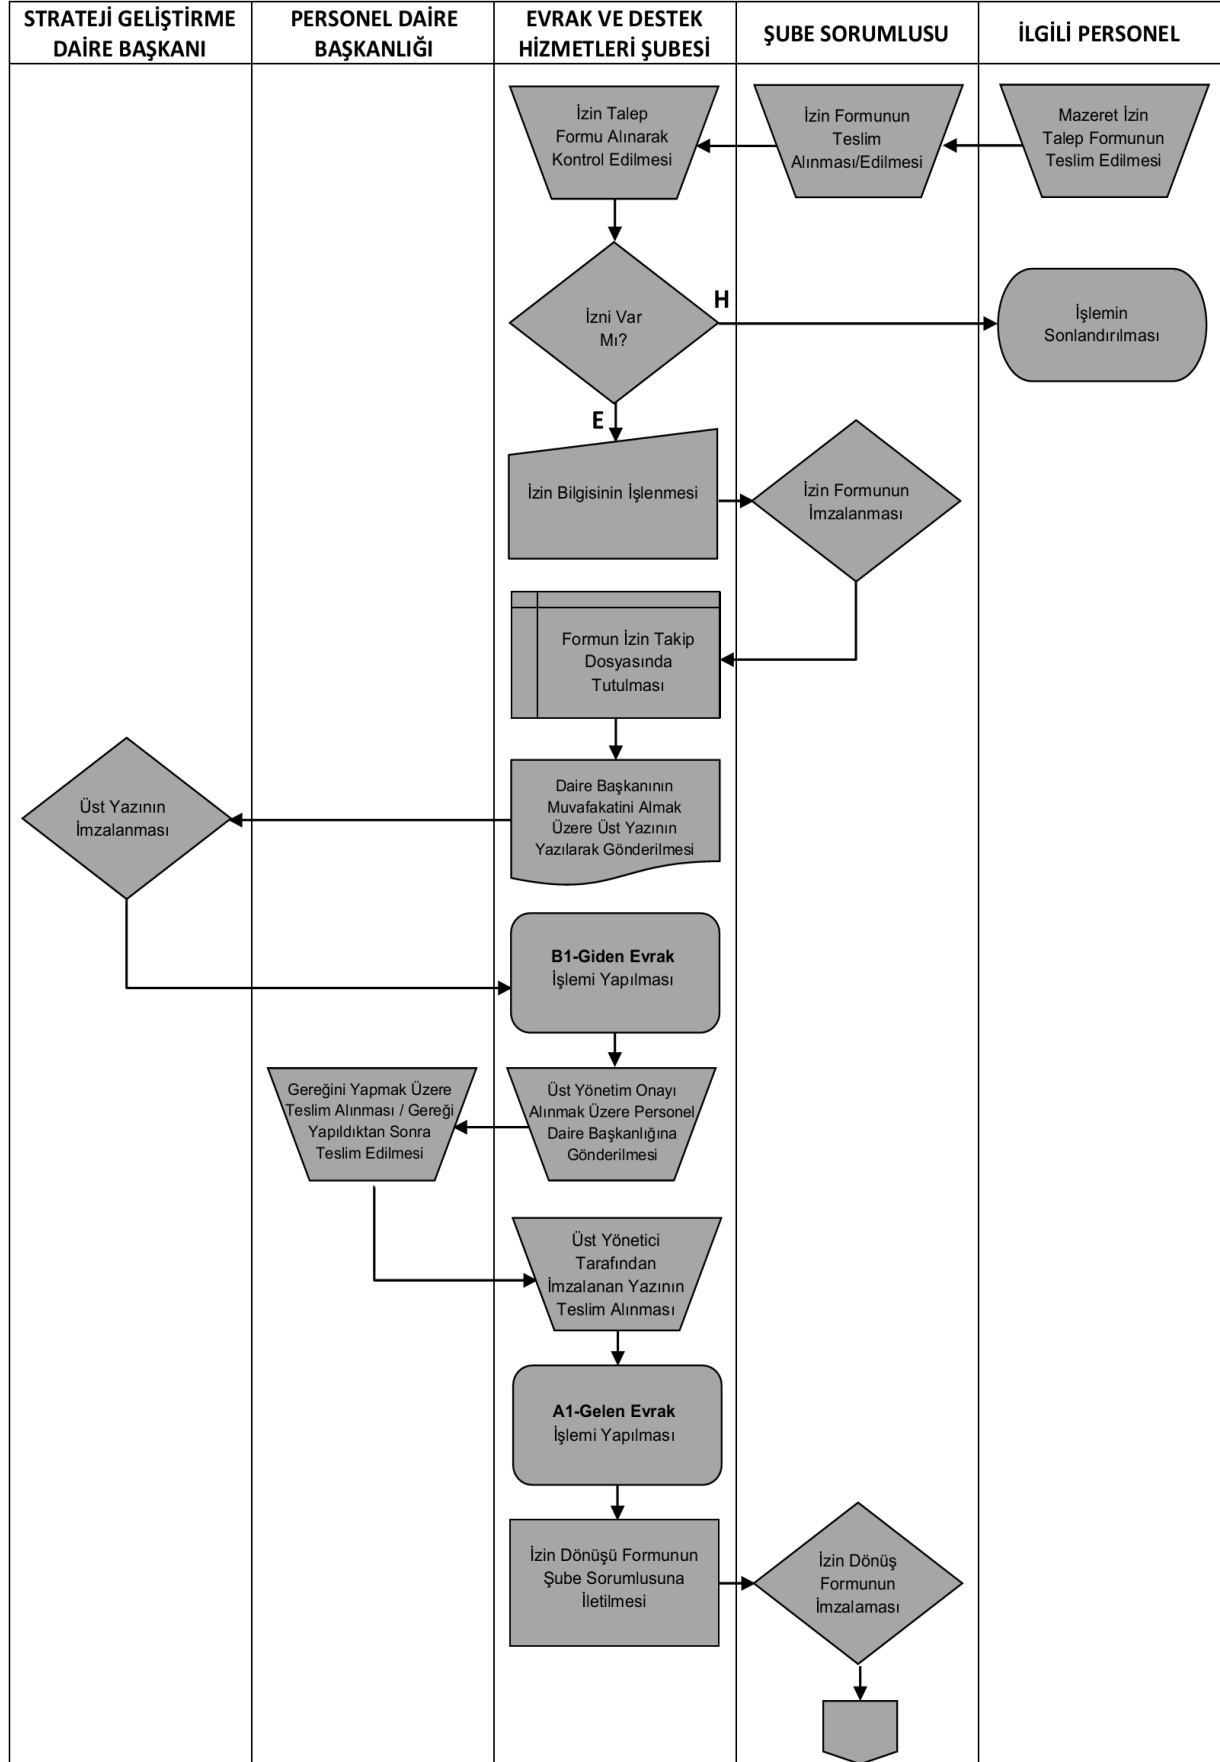 STRATEJİ GELİŞTİRME
DAİRE BAŞKANI
PERSONEL DAİRE
BAŞKANLIĞI
EVRAK VE DESTEK
HİZMETLERİ ŞUBESİ
ŞUBE SORUMLUSU
İLGİLİ PERSONEL
İzin Talep
Formu Alınarak
Kontrol Edilmesi
İzin Formunun
Teslim
Alınması/Edilmesi
Mazeret İzin
Talep Formunun
Teslim Edilmesi
İzni Var
Mı?
H
İşlemin
Sonlandırılması
E
İzin Bilgisinin İşlenmesi
İzin Formunun
İmzalanması
Formun İzin Takip
Dosyasında
Tutulması
Daire Başkanının
Muvafakatini Almak
Üzere Üst Yazının
Yazılarak Gönderilmesi
Üst Yazının
İmzalanması
B1-Giden Evrak
İşlemi Yapılması
Üst Yönetim Onayı
Alınmak Üzere Personel
Daire Başkanlığına
Gönderilmesi
Gereğini Yapmak Üzere
Teslim Alınması / Gereği
Yapıldıktan Sonra
Teslim Edilmesi
Üst Yönetici
Tarafından
İmzalanan Yazının
Teslim Alınması
A1-Gelen Evrak
İşlemi Yapılması
İzin Dönüşü Formunun
Şube Sorumlusuna
İletilmesi
İzin Dönüş
Formunun
İmzalaması